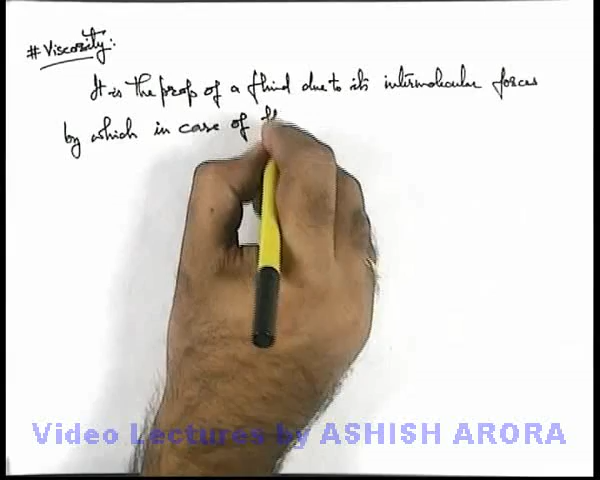 # Viscosity:
It is the prop of a fluid due to its intermolecular forces
by which in case of fl
Video Lectures by ASHISH ARORA